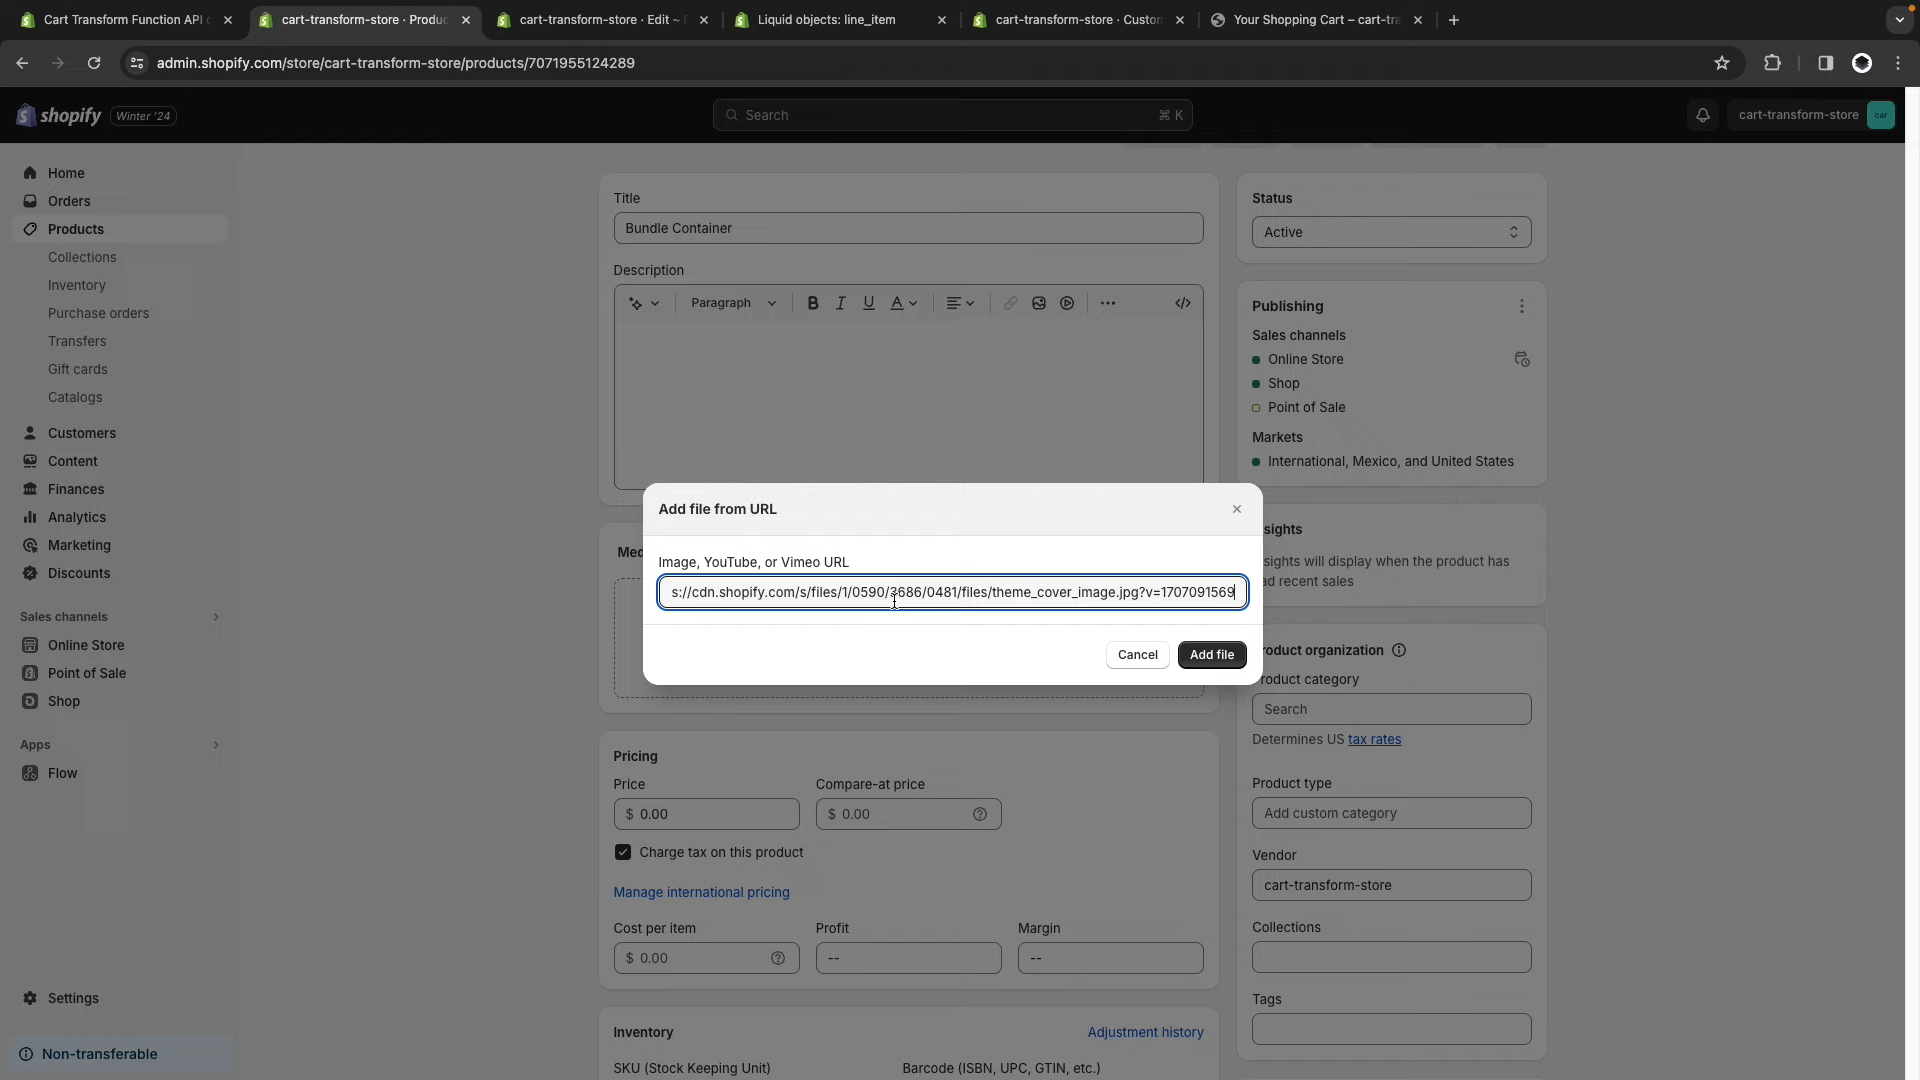 Cart Transform Function API
cart-transform-store · Produc
cart-transform-store · Edit ~
Liquid objects: line_item
cart-transform-store · Custon
Your Shopping Cart – cart-tra
admin.shopify.com/store/cart-transform-store/products/7071955124289
shopify
Winter '24
Search
⌘ K
cart-transform-store
car
Home
Orders
Products
Collections
Inventory
Purchase orders
Transfers
Gift cards
Catalogs
Customers
Content
Finances
Analytics
Marketing
Discounts
Sales channels
Online Store
Point of Sale
Shop
Apps
Flow
Settings
Non-transferable
Title
Bundle Container
Description
Paragraph
B I U A
Med
Add file from URL
Image, YouTube, or Vimeo URL
s://cdn.shopify.com/s/files/1/0590/3686/0481/files/theme_cover_image.jpg?v=1707091569
Cancel
Add file
Pricing
Price
Compare-at price
$ 0.00
$ 0.00
Charge tax on this product
Manage international pricing
Cost per item
Profit
Margin
$ 0.00
--
--
Inventory
Adjustment history
SKU (Stock Keeping Unit)
Barcode (ISBN, UPC, GTIN, etc.)
Status
Active
Publishing
Sales channels
Online Store
Shop
Point of Sale
Markets
International, Mexico, and United States
sights
sights will display when the product has
ad recent sales
roduct organization
roduct category
Search
Determines US tax rates
Product type
Add custom category
Vendor
cart-transform-store
Collections
Tags